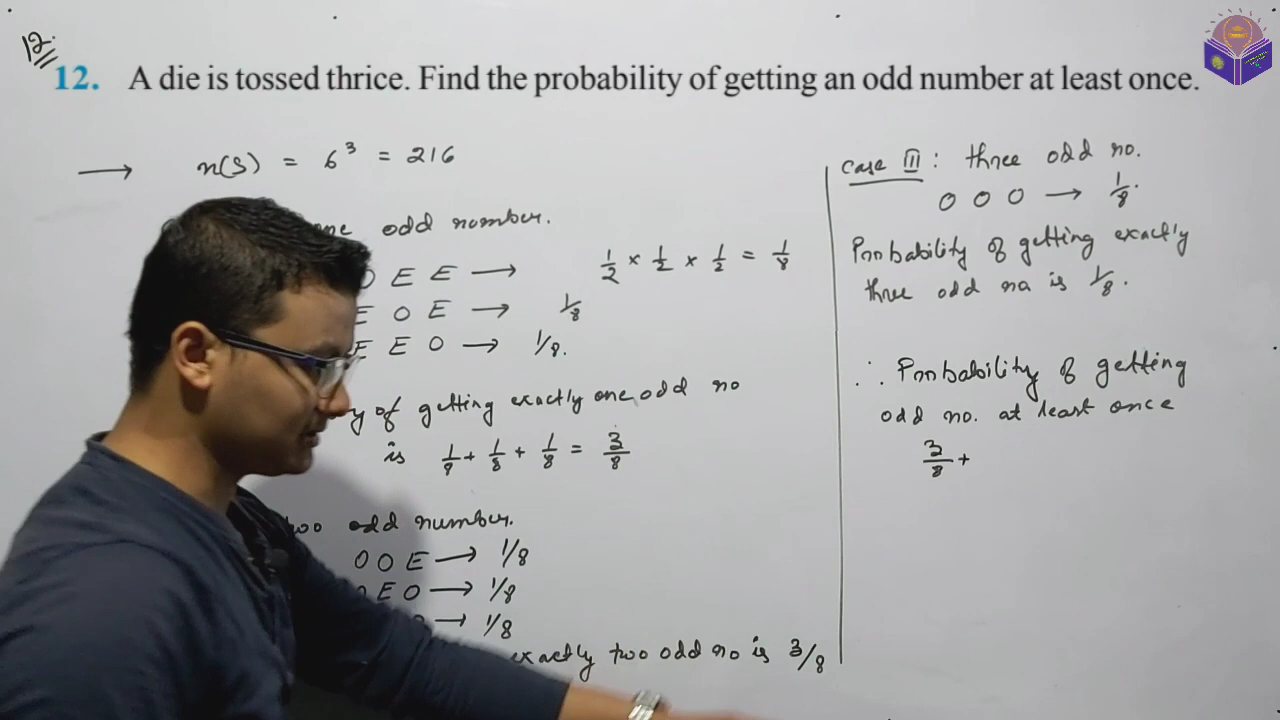 12.
12. A die is tossed thrice. Find the probability of getting an odd number at least once.
→ n(S) = 6³ = 216
odd number.
O E E → 1/2 × 1/2 × 1/2 = 1/8
E O E → 1/8
E E O → 1/8.
of getting exactly one odd no
is 1/8 + 1/8 + 1/8 = 3/8
two odd number.
O O E → 1/8
E O → 1/8
→ 1/8
exactly two odd no is 3/8
Case III : three odd no.
O O O → 1/8.
Probability of getting exactly
three odd no is 1/8.
∴ Probability of getting
odd no. at least once
3/8 +